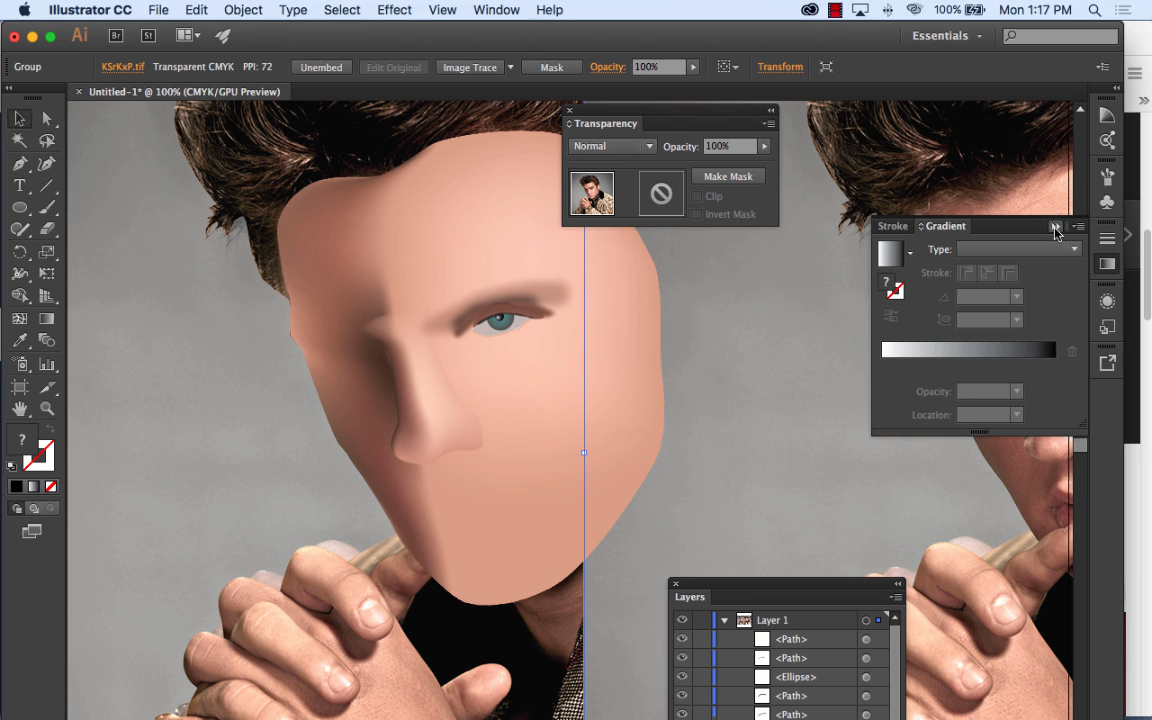 Illustrator CC File Edit Object Type Select Effect View Window Help 100% Mon 1:17 PM
Ai Br St Essentials
Group KSrKxP.tif Transparent CMYK PPI: 72 Unembed Edit Original Image Trace Mask Opacity: 100% Transform
× Untitled-1* @ 100% (CMYK/GPU Preview)
Transparency
Normal Opacity: 100%
Make Mask
Clip
Invert Mask
Stroke Gradient
Type:
Stroke:
Opacity:
Location:
?
?
T
Layers
Layer 1
<Path>
<Path>
<Ellipse>
<Path>
<Path>